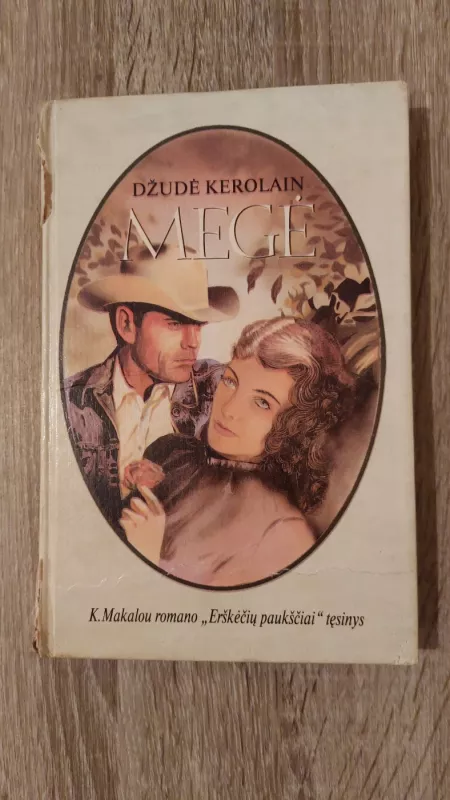 DŽUDĖ KEROLAIN
MEGĖ
K.Makalou romano „Erškėčių paukščiai“ tęsinys